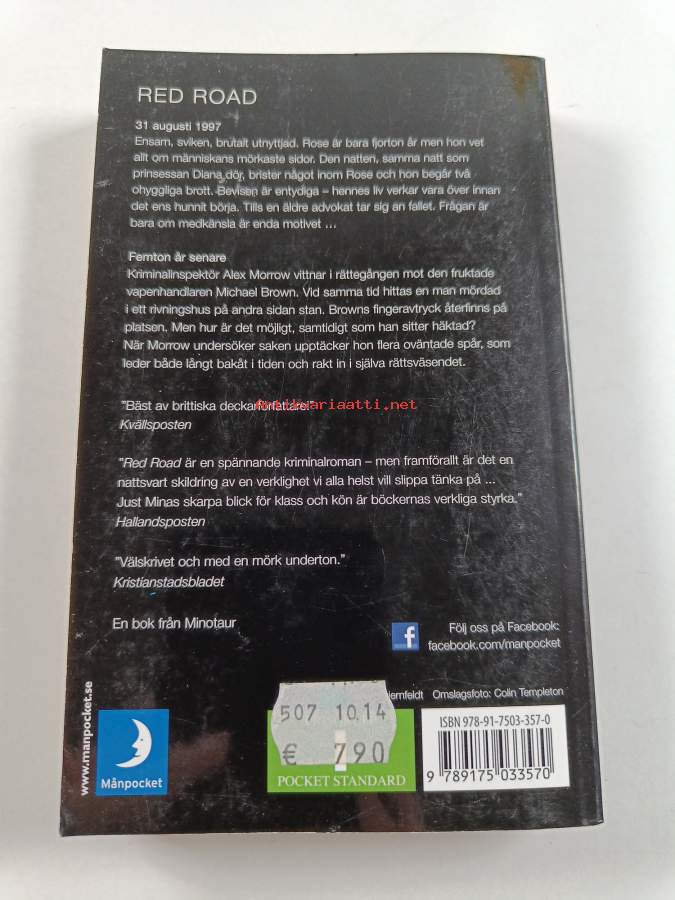 RED ROAD
31 augusti 1997
Ensam, sviken, brutalt utnyttjad. Rose är bara fjorton år men hon vet
allt om människans mörkaste sidor. Den natten, samma natt som
prinsessan Diana dör, brister något inom Rose och hon begår två
ohyggliga brott. Bevisen är entydiga – hennes liv verkar vara över innan
det ens hunnit börja. Tills en äldre advokat tar sig an fallet. Frågan är
bara om medkänsla är enda motivet ...
Femton år senare
Kriminalinspektör Alex Morrow vittnar i rättegången mot den fruktade
vapenhandlaren Michael Brown. Vid samma tid hittas en man mördad
i ett rivningshus på andra sidan stan. Browns fingeravtryck återfinns på
platsen. Men hur är det möjligt, samtidigt som han sitter häktad?
När Morrow undersöker saken upptäcker hon flera oväntade spår, som
leder både långt bakåt i tiden och rakt in i själva rättsväsendet.
"Bäst av brittiska deckarförfattare."
antikvariaatti.net
Kvällsposten
"Red Road är en spännande kriminalroman – men framförallt är det en
nattsvart skildring av en verklighet vi alla helst vill slippa tänka på ...
Just Minas skarpa blick för klass och kön är böckernas verkliga styrka."
Hallandsposten
"Välskrivet och med en mörk underton."
Kristianstadsbladet
En bok från Minotaur
Följ oss på Facebook:
facebook.com/manpocket
www.manpocket.se
Månpocket
507 10.14
€ 7.90
POCKET STANDARD
Omslagsfoto: Colin Templeton
ISBN 978-91-7503-357-0
9 789175 033570